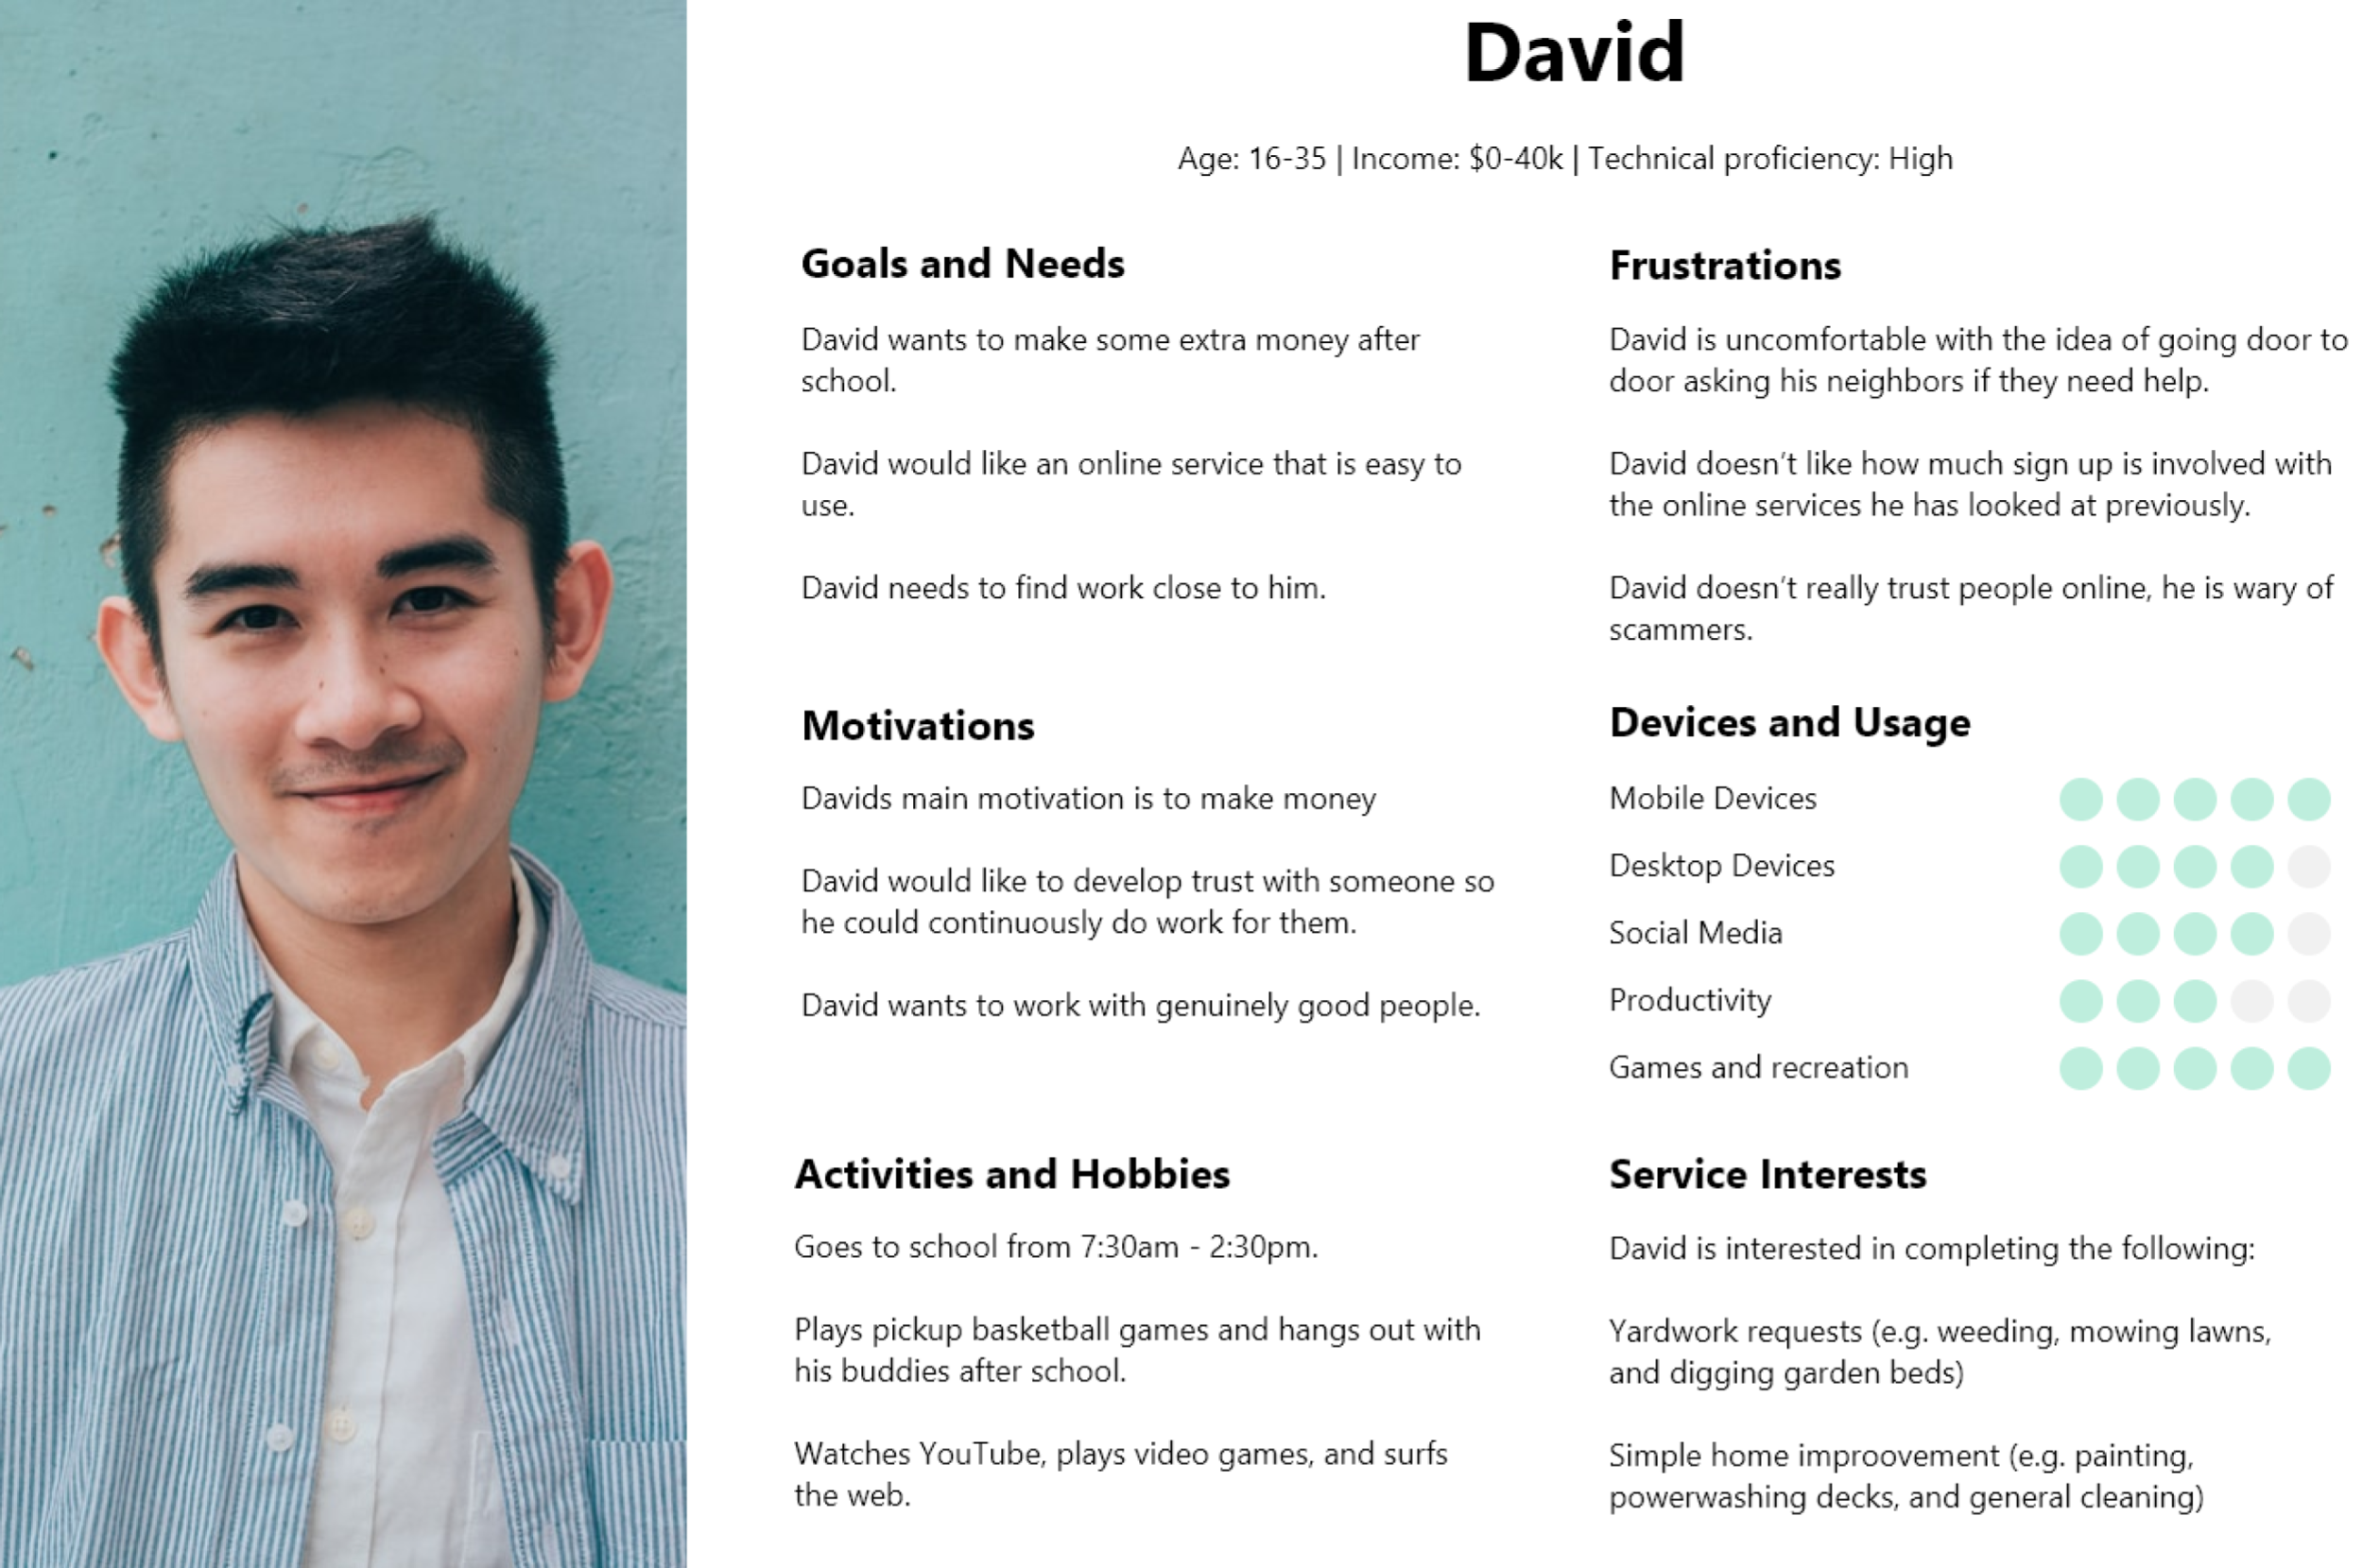 David
Age: 16-35 | Income: $0-40k | Technical proficiency: High
Goals and Needs
David wants to make some extra money after
school.
David would like an online service that is easy to
use.
David needs to find work close to him.
Frustrations
David is uncomfortable with the idea of going door to
door asking his neighbors if they need help.
David doesn't like how much sign up is involved with
the online services he has looked at previously.
David doesn't really trust people online, he is wary of
scammers.
Motivations
Davids main motivation is to make money
David would like to develop trust with someone so
he could continuously do work for them.
David wants to work with genuinely good people.
Devices and Usage
Mobile Devices
Desktop Devices
Social Media
Productivity
Games and recreation
Activities and Hobbies
Goes to school from 7:30am - 2:30pm.
Plays pickup basketball games and hangs out with
his buddies after school.
Watches YouTube, plays video games, and surfs
the web.
Service Interests
David is interested in completing the following:
Yardwork requests (e.g. weeding, mowing lawns,
and digging garden beds)
Simple home improovement (e.g. painting,
powerwashing decks, and general cleaning)